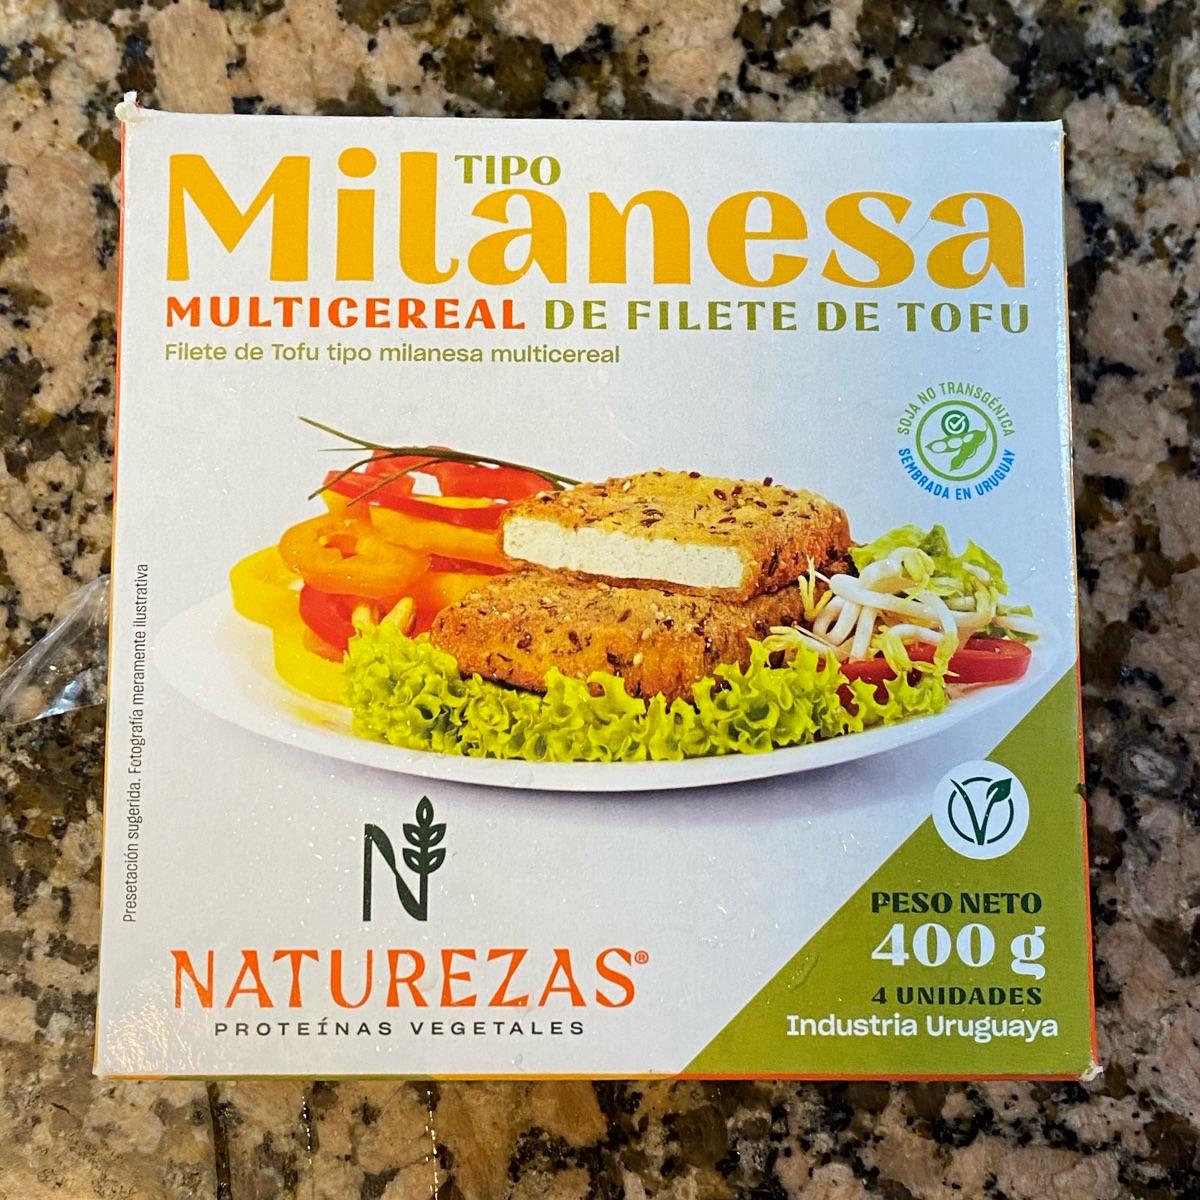 TIPO
Milanesa
MULTICEREAL DE FILETE DE TOFU
Filete de Tofu tipo milanesa multicereal
SOJA NO TRANSGÉNICA
SEMBRADA EN URUGUAY
Presetación sugerida. Fotografía meramente ilustrativa
N
NATUREZAS®
PROTEÍNAS VEGETALES
V
PESO NETO
400 g
4 UNIDADES
Industria Uruguaya